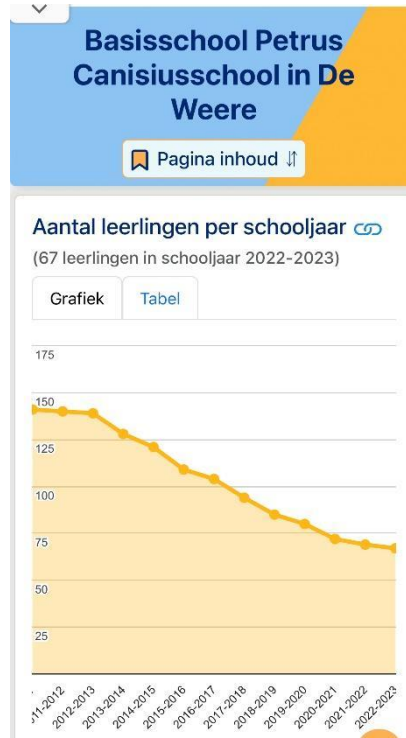 Basisschool Petrus
Canisiusschool in De
Weere
Pagina inhoud
Aantal leerlingen per schooljaar
(67 leerlingen in schooljaar 2022-2023)
Grafiek Tabel
175
150
125
100
75
50
25
2012-2013
2013-2014
2014-2015
2015-2016
2016-2017
2017-2018
2018-2019
2019-2020
2020-2021
2021-2022
2022-2023